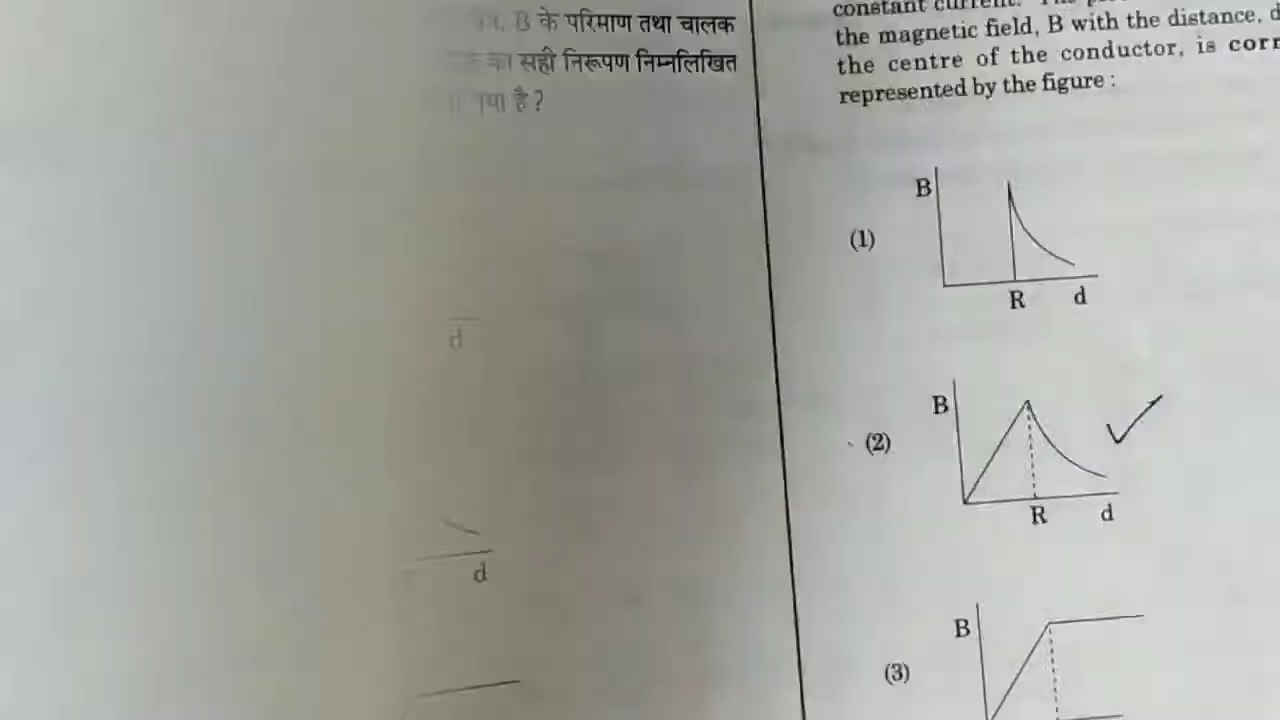 B के परिमाण तथा चालक
का सही निरूपण निम्नलिखित
गया है ?
d
d
constant current.
the magnetic field, B with the distance, d
the centre of the conductor, is
represented by the figure :
(1)
B
R d
(2)
B
R d
(3)
B